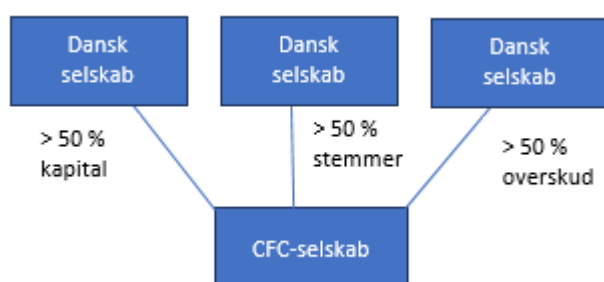 Dansk
selskab
Dansk
selskab
Dansk
selskab
> 50 %
kapital
> 50 %
stemmer
> 50 %
overskud
CFC-selskab